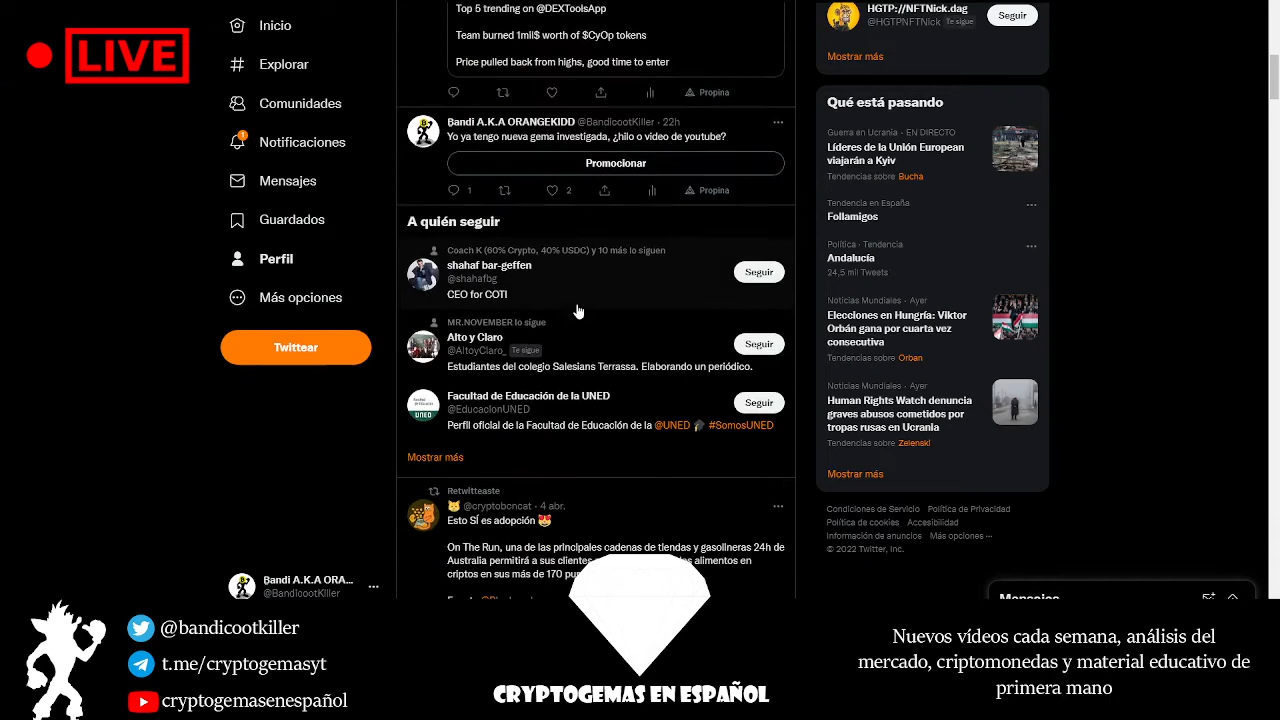 LIVE
Inicio
Explorar
Comunidades
1
Notificaciones
Mensajes
Guardados
Perfil
Más opciones
Twittear
Bandi A.K.A ORA...
@BandicootKiller
Top 5 trending on @DEXToolsApp
Team burned 1mil$ worth of $CyOp tokens
Price pulled back from highs, good time to enter
Propina
Bandi A.K.A ORANGEKIDD @BandicootKiller · 22h
Yo ya tengo nueva gema investigada, ¿hilo o video de youtube?
Promocionar
1
2
Propina
A quién seguir
Coach K (60% Crypto, 40% USDC) y 10 más lo siguen
shahaf bar-geffen
@shahafbg
Seguir
CEO for COTI
MR.NOVEMBER lo sigue
Alto y Claro
@AltoyClaro_ Te sigue
Seguir
Estudiantes del colegio Salesians Terrassa. Elaborando un periódico.
Facultad de Educación de la UNED
@EducacionUNED
Seguir
UNED
Perfil oficial de la Facultad de Educación de la @UNED 🎓 #SomosUNED
Mostrar más
Retwitteaste
@cryptobcncat · 4 abr.
Esto SÍ es adopción
On The Run, una de las principales cadenas de tiendas y gasolineras 24h de
Australia permitirá a sus clientes alimentos en
criptos en sus más de 170
HGTP://NFTNick.dag
@HGTPNFTNick Te sigue
Seguir
Mostrar más
Qué está pasando
Guerra en Ucrania · EN DIRECTO
Líderes de la Unión European
viajarán a Kyiv
Tendencias sobre Bucha
Tendencia en España
Follamigos
Política · Tendencia
Andalucía
24,5 mil Tweets
Noticias Mundiales · Ayer
Elecciones en Hungría: Viktor
Orbán gana por cuarta vez
consecutiva
Tendencias sobre Orban
Noticias Mundiales · Ayer
Human Rights Watch denuncia
graves abusos cometidos por
tropas rusas en Ucrania
Tendencias sobre Zelenski
Mostrar más
Condiciones de Servicio Política de Privacidad
Política de cookies Accesibilidad
Información de anuncios Más opciones ···
© 2022 Twitter, Inc.
Mensajes
@bandicootkiller
t.me/cryptogemasyt
cryptogemasenespañol
CRYPTOGEMAS EN ESPAÑOL
Nuevos vídeos cada semana, análisis del
mercado, criptomonedas y material educativo de
primera mano